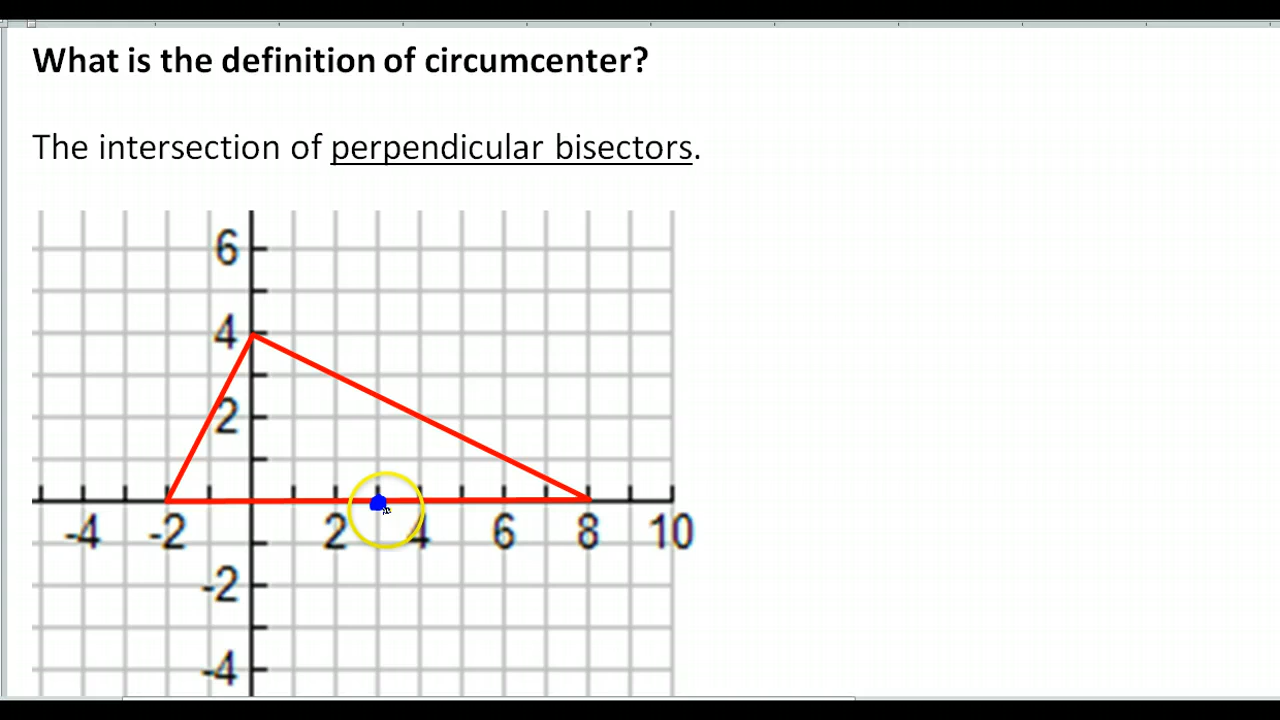 What is the definition of circumcenter?
The intersection of perpendicular bisectors.
6
4
2
-4 -2 2 4 6 8 10
-2
-4